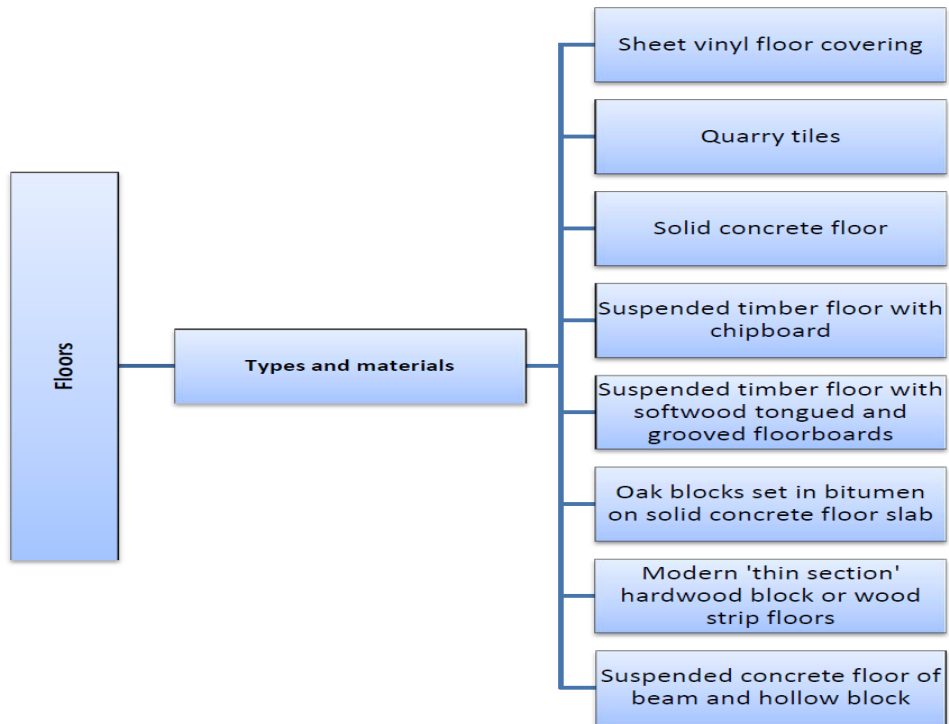 Floors
Types and materials
Sheet vinyl floor covering
Quarry tiles
Solid concrete floor
Suspended timber floor with
chipboard
Suspended timber floor with
softwood tongued and
grooved floorboards
Oak blocks set in bitumen
on solid concrete floor slab
Modern 'thin section'
hardwood block or wood
strip floors
Suspended concrete floor of
beam and hollow block